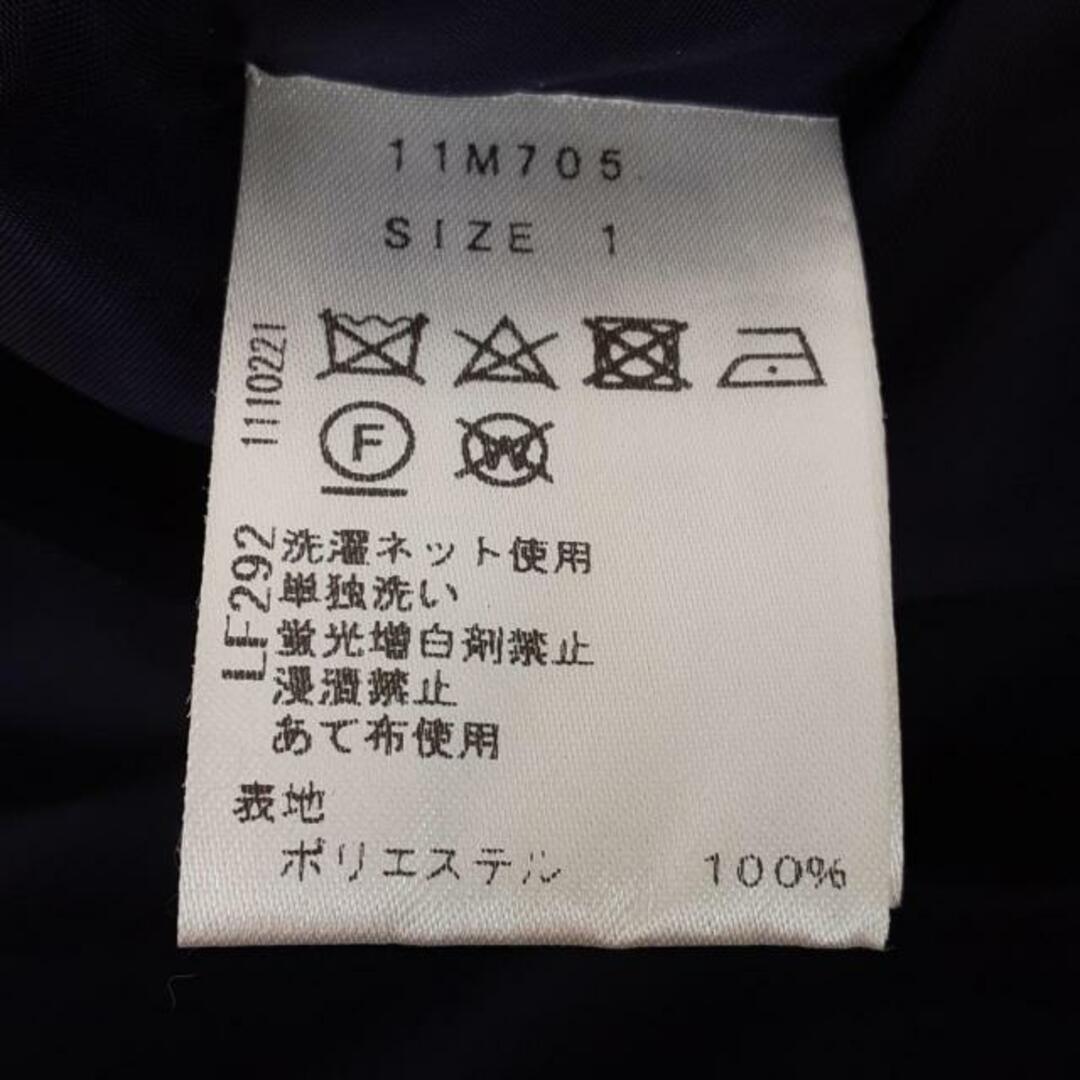 11M705
SIZE 1
1110221
F
W
LF292
洗濯ネット使用
単独洗い
蛍光増白剤禁止
浸漬禁止
あて布使用
表地
ポリエステル 100%